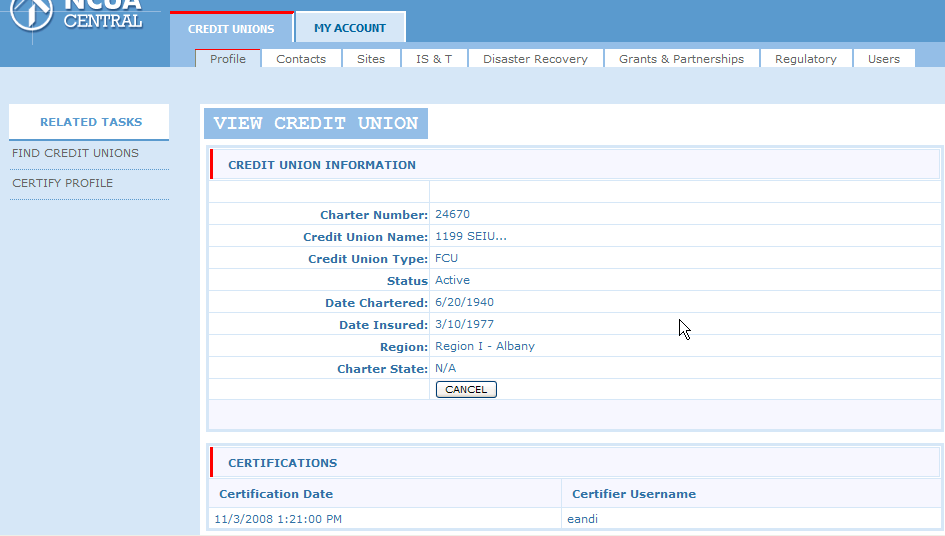 NCUA
CENTRAL
CREDIT UNIONS
MY ACCOUNT
Profile
Contacts
Sites
IS & T
Disaster Recovery
Grants & Partnerships
Regulatory
Users
RELATED TASKS
FIND CREDIT UNIONS
CERTIFY PROFILE
VIEW CREDIT UNION
CREDIT UNION INFORMATION
Charter Number: 24670
Credit Union Name: 1199 SEIU...
Credit Union Type: FCU
Status Active
Date Chartered: 6/20/1940
Date Insured: 3/10/1977
Region: Region I - Albany
Charter State: N/A
CANCEL
CERTIFICATIONS
Certification Date Certifier Username
11/3/2008 1:21:00 PM eandi